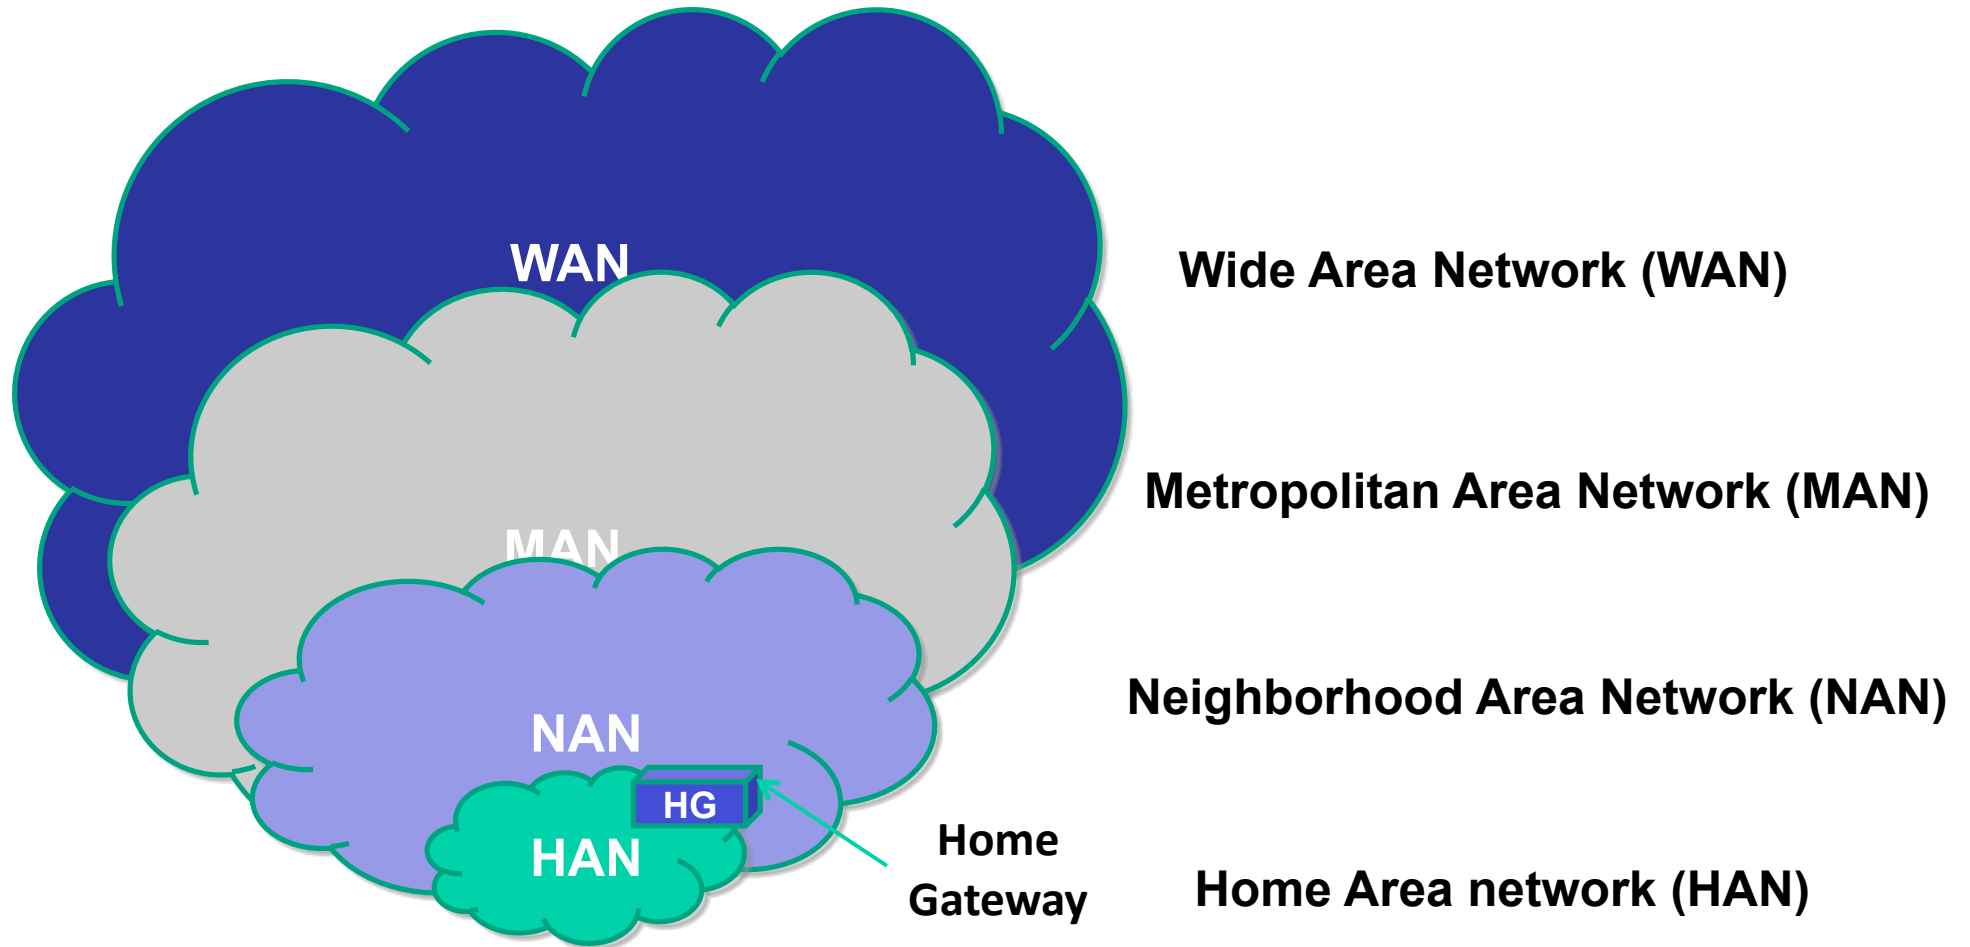 WAN
Wide Area Network (WAN)
MAN
Metropolitan Area Network (MAN)
NAN
Neighborhood Area Network (NAN)
HG
HAN
Home
Gateway
Home Area network (HAN)